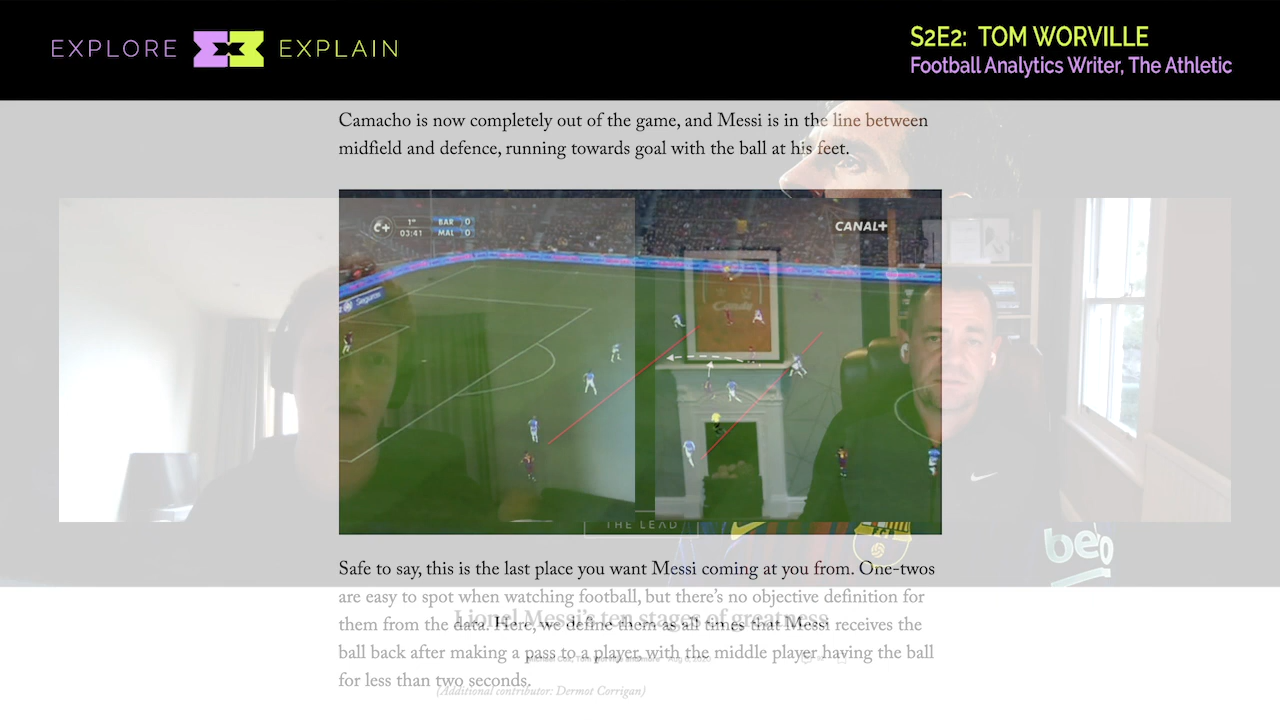 EXPLORE EXPLAIN
S2E2: TOM WORVILLE
Football Analytics Writer, The Athletic
Camacho is now completely out of the game, and Messi is in the line between
midfield and defence, running towards goal with the ball at his feet.
C+ 1" BAR 0
03:41 MAL 0
CANAL+
Seguros
Candy
THE LEAD
FCB
beko
Safe to say, this is the last place you want Messi coming at you from. One-twos
are easy to spot when watching football, but there's no objective definition for
Lionel Messi's ten stages of greatness
them from the data. Here, we define them as all times that Messi receives the
ball back after making a pass to a player, with the middle player having the ball
for less than two seconds.
(Additional contributor: Dermot Corrigan)